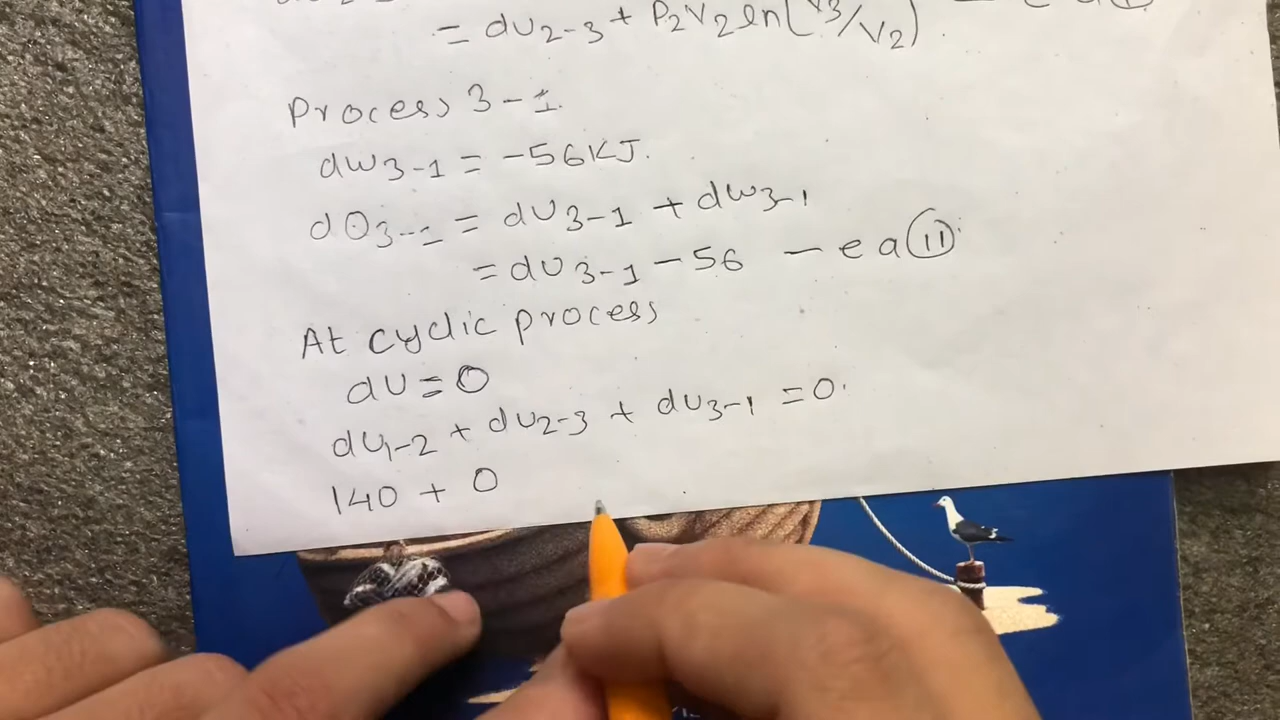 = du2-3 + P2V2 ln(V3/V2)
Process 3-1.
dw3-1 = -56KJ.
dQ3-1 = dU3-1 + dw3-1
= dU3-1 - 56 - ea (11)
At cyclic process
dU = 0
dU1-2 + dU2-3 + dU3-1 = 0.
140 + 0